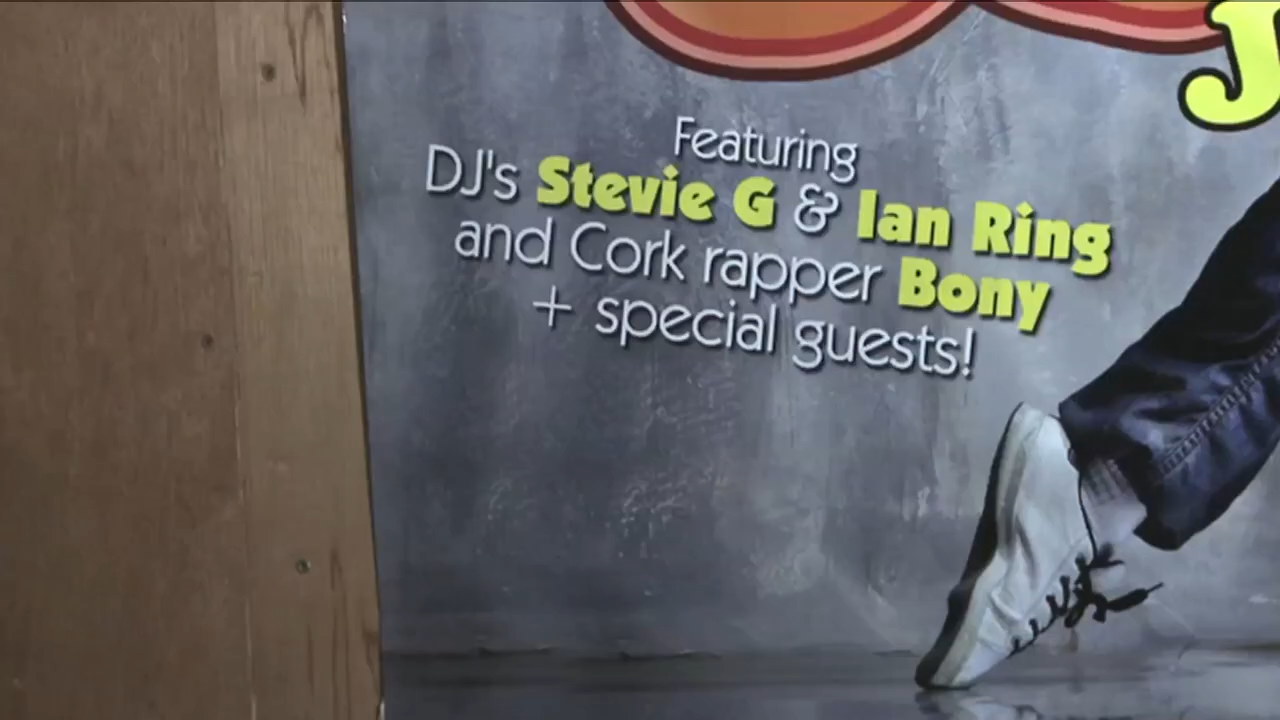 J
Featuring
DJ's Stevie G & Ian Ring
and Cork rapper Bony
+ special guests!